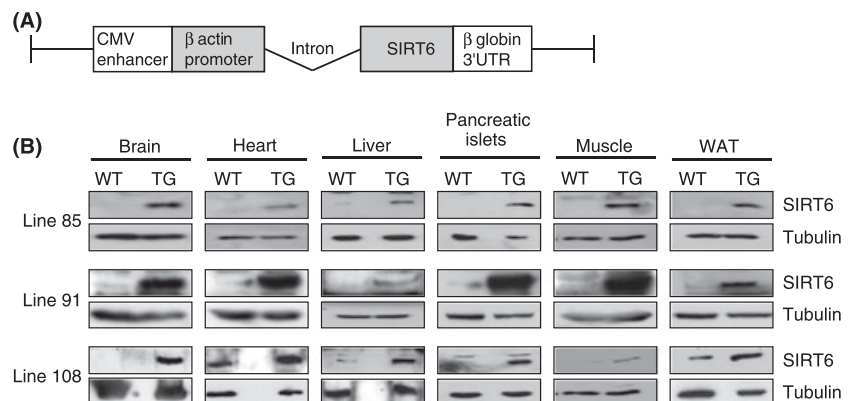 (A)
CMV enhancer
β actin promoter
Intron
SIRT6
β globin 3'UTR
(B)
Brain
Heart
Liver
Pancreatic islets
Muscle
WAT
WT TG WT TG WT TG WT TG WT TG WT TG
Line 85
SIRT6
Tubulin
Line 91
SIRT6
Tubulin
Line 108
SIRT6
Tubulin